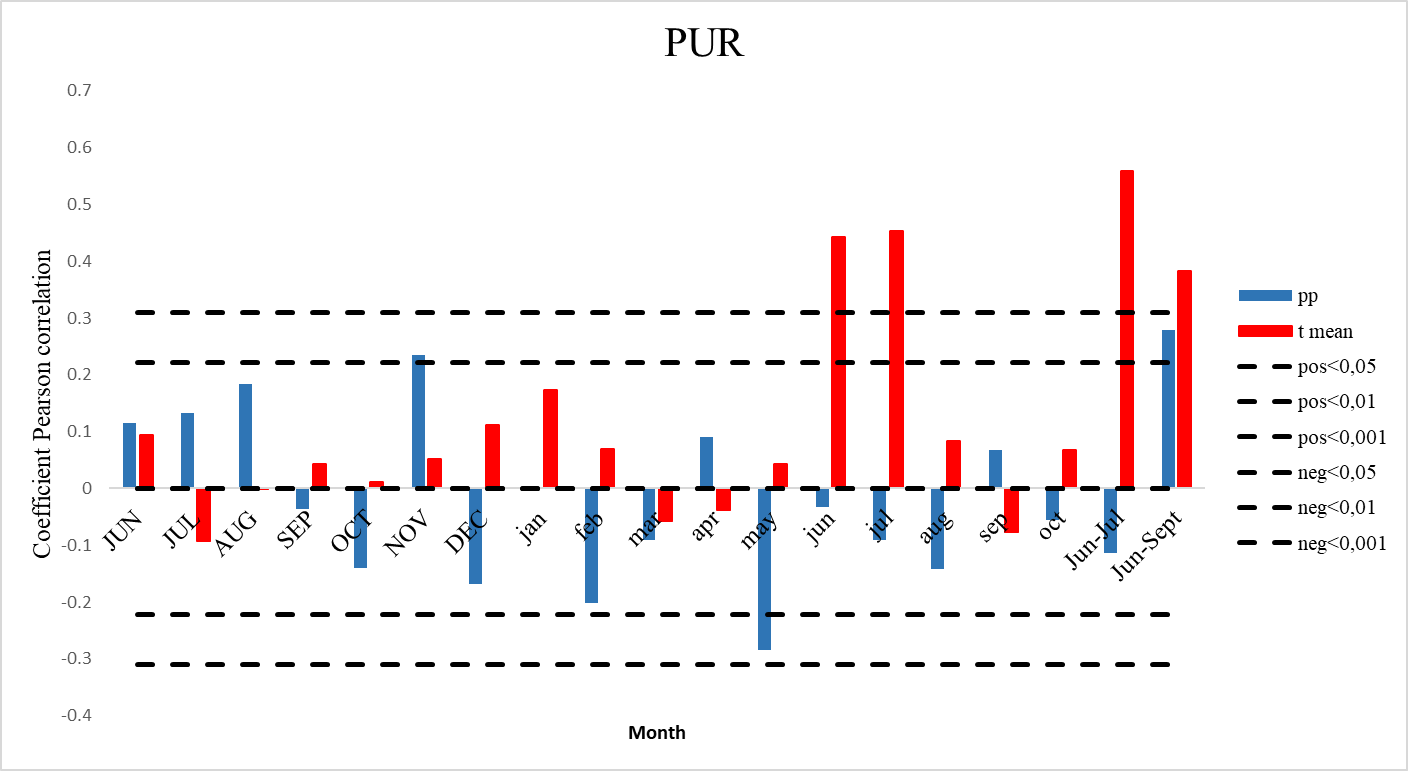 PUR
0.7
0.6
0.5
0.4
0.3
0.2
0.1
0
-0.1
-0.2
-0.3
-0.4
Coefficient Pearson correlation
JUN
JUL
AUG
SEP
OCT
NOV
DEC
jan
feb
mar
apr
may
jun
jul
aug
sep
oct
Jun-Jul
Jun-Sept
Month
pp
t mean
pos<0,05
pos<0,01
pos<0,001
neg<0,05
neg<0,01
neg<0,001